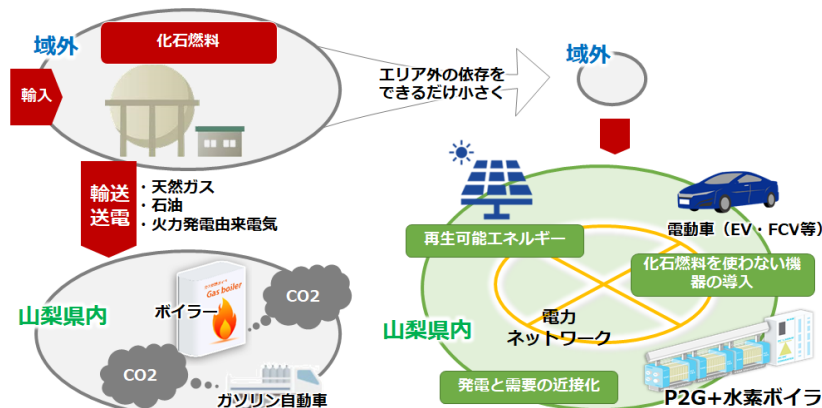 域外
化石燃料
輸入
エリア外の依存を
できるだけ小さく
域外
輸送
送電
・天然ガス
・石油
・火力発電由来電気
山梨県内
Gas boiler
ボイラー
CO2
CO2
ガソリン自動車
電動車（EV・FCV等）
再生可能エネルギー
化石燃料を使わない機
器の導入
電力
ネットワーク
山梨県内
発電と需要の近接化
P2G+水素ボイラ